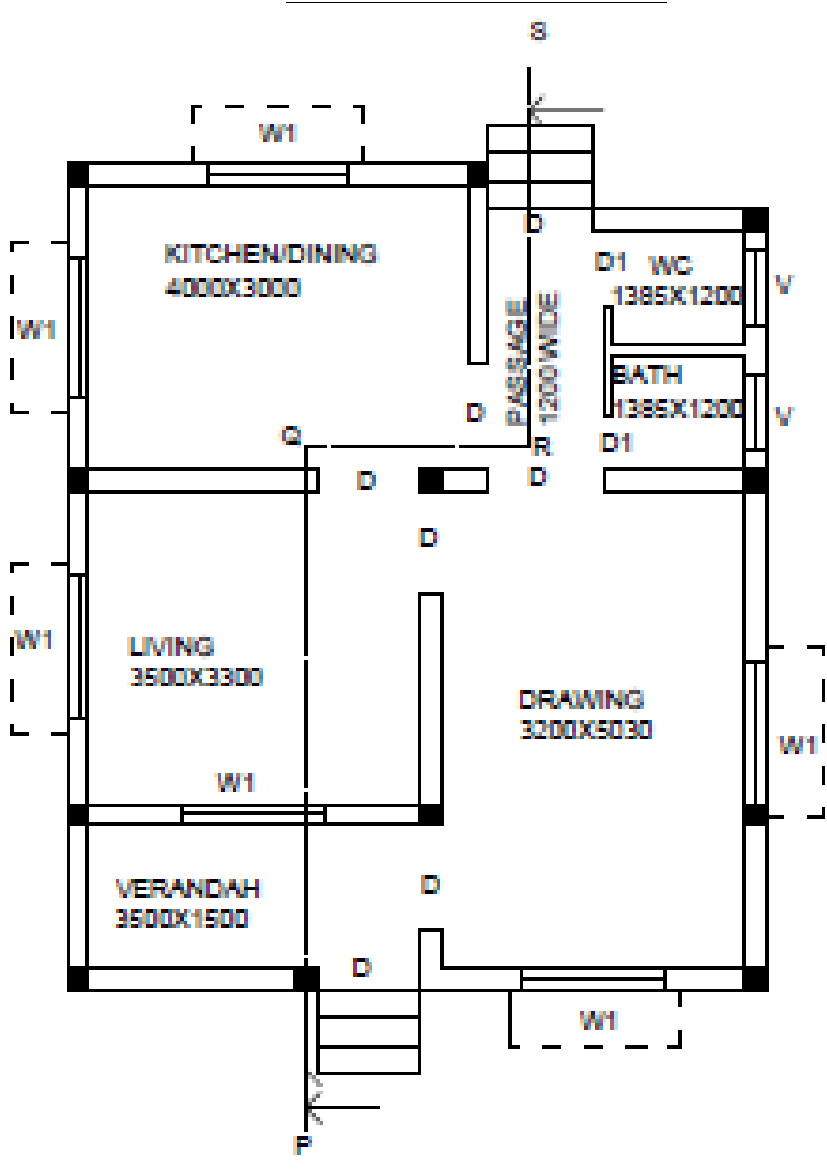 S
W1
D
KITCHEN/DINING
4000X3000
D1 WC
1385X1200
V
W1
PASSAGE
1200 WIDE
BATH
1385X1200
V
D
Q
R
D1
D
D
D
W1
LIVING
3500X3300
DRAWING
3200X5030
W1
W1
VERANDAH
3500X1500
D
D
W1
P